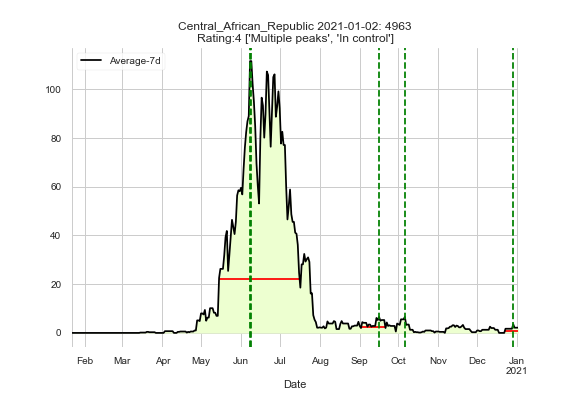 Central_African_Republic 2021-01-02: 4963
Rating:4 ['Multiple peaks', 'In control']
Average-7d
100
80
60
40
20
0
Feb Mar Apr May Jun Jul Aug Sep Oct Nov Dec Jan
2021
Date